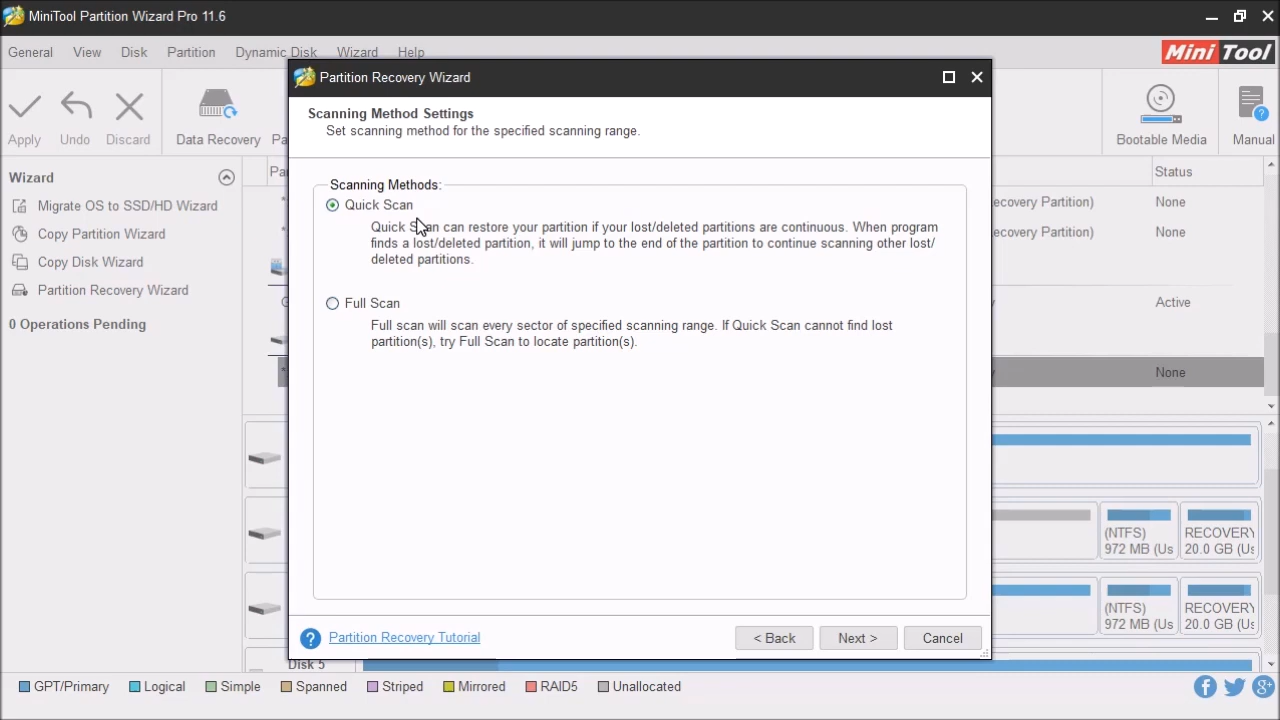 MiniTool Partition Wizard Pro 11.6
General View Disk Partition Dynamic Disk Wizard Help
Mini Tool
Partition Recovery Wizard
Scanning Method Settings
Set scanning method for the specified scanning range.
Apply Undo Discard Data Recovery Pa
Bootable Media Manual
Wizard
Migrate OS to SSD/HD Wizard
Copy Partition Wizard
Copy Disk Wizard
Partition Recovery Wizard
0 Operations Pending
Pa
Status
ecovery Partition) None
ecovery Partition) None
Active
None
Scanning Methods:
Quick Scan
Quick Scan can restore your partition if your lost/deleted partitions are continuous. When program
finds a lost/deleted partition, it will jump to the end of the partition to continue scanning other lost/
deleted partitions.
Full Scan
Full scan will scan every sector of specified scanning range. If Quick Scan cannot find lost
partition(s), try Full Scan to locate partition(s).
(NTFS) RECOVERY
972 MB (Us 20.0 GB (Us
(NTFS) RECOVERY
972 MB (Us 20.0 GB (Us
Partition Recovery Tutorial
< Back Next > Cancel
Disk 5
GPT/Primary Logical Simple Spanned Striped Mirrored RAID5 Unallocated